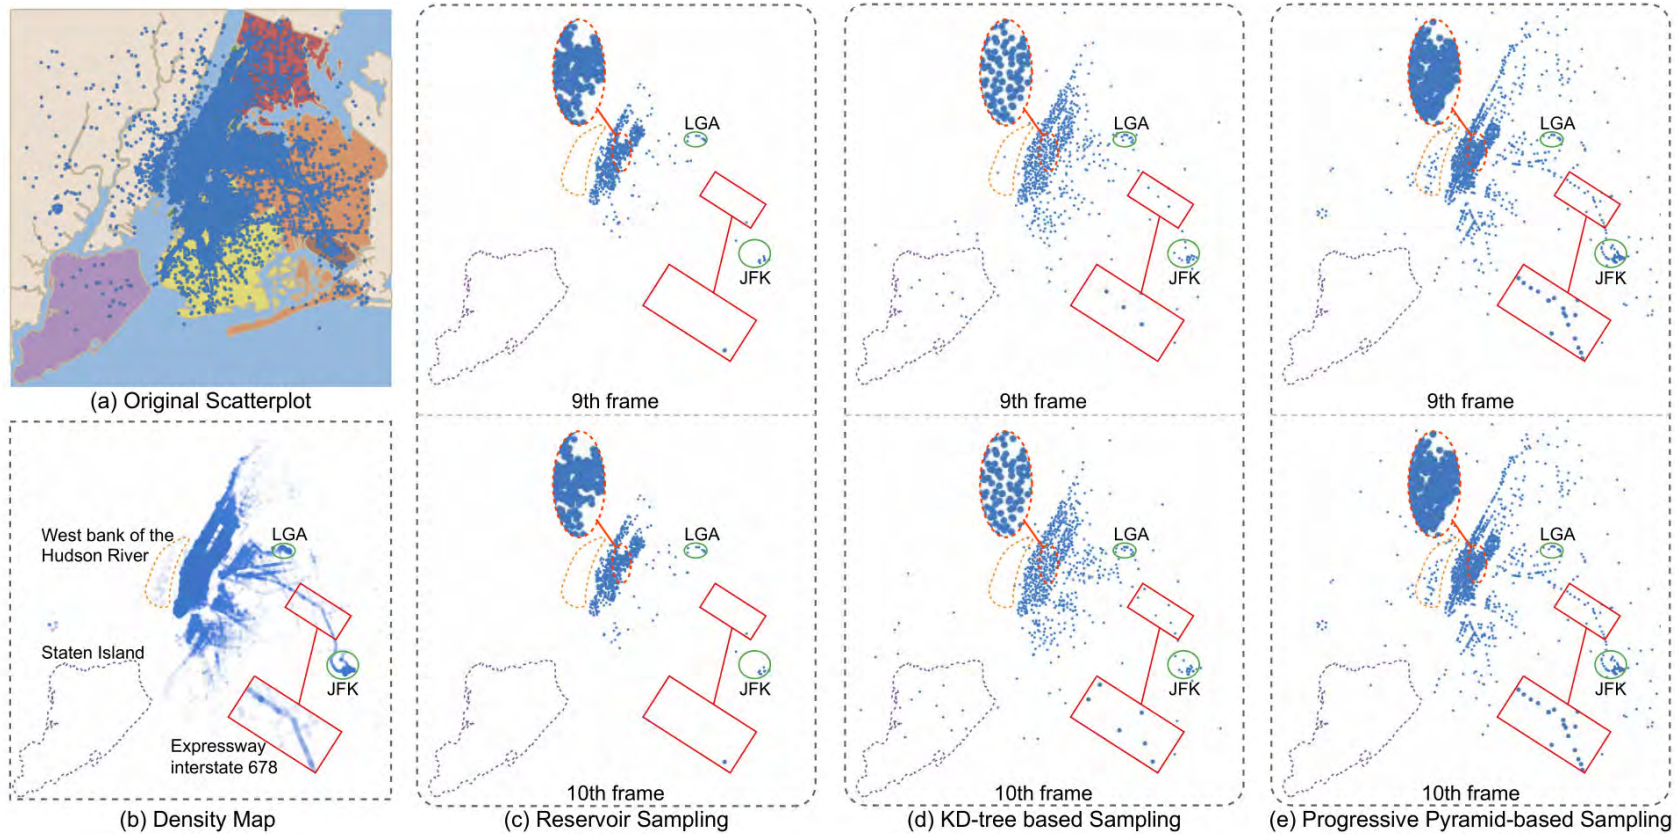 (a) Original Scatterplot
West bank of the
Hudson River
LGA
Staten Island
JFK
Expressway
interstate 678
(b) Density Map
LGA
JFK
9th frame
LGA
JFK
10th frame
(c) Reservoir Sampling
LGA
JFK
9th frame
LGA
JFK
10th frame
(d) KD-tree based Sampling
LGA
JFK
9th frame
LGA
JFK
10th frame
(e) Progressive Pyramid-based Sampling